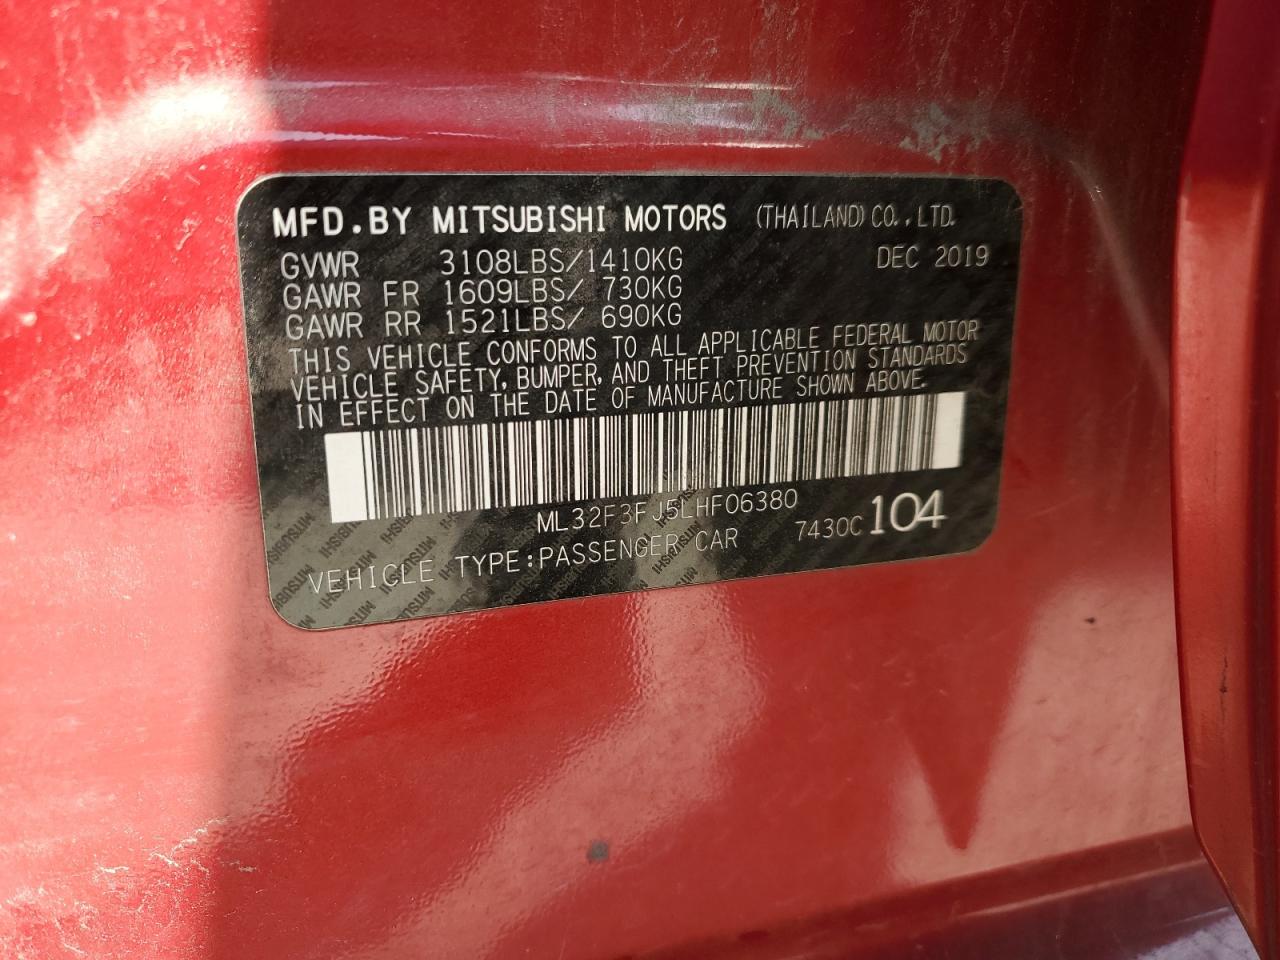 MFD.BY MITSUBISHI MOTORS (THAILAND) CO.,LTD.
GVWR 3108LBS/1410KG DEC 2019
GAWR FR 1609LBS/ 730KG
GAWR RR 1521LBS/ 690KG
THIS VEHICLE CONFORMS TO ALL APPLICABLE FEDERAL MOTOR
VEHICLE SAFETY, BUMPER, AND THEFT PREVENTION STANDARDS
IN EFFECT ON THE DATE OF MANUFACTURE SHOWN ABOVE.
ML32F3FJ5LHF06380
VEHICLE TYPE:PASSENGER CAR 7430C 104